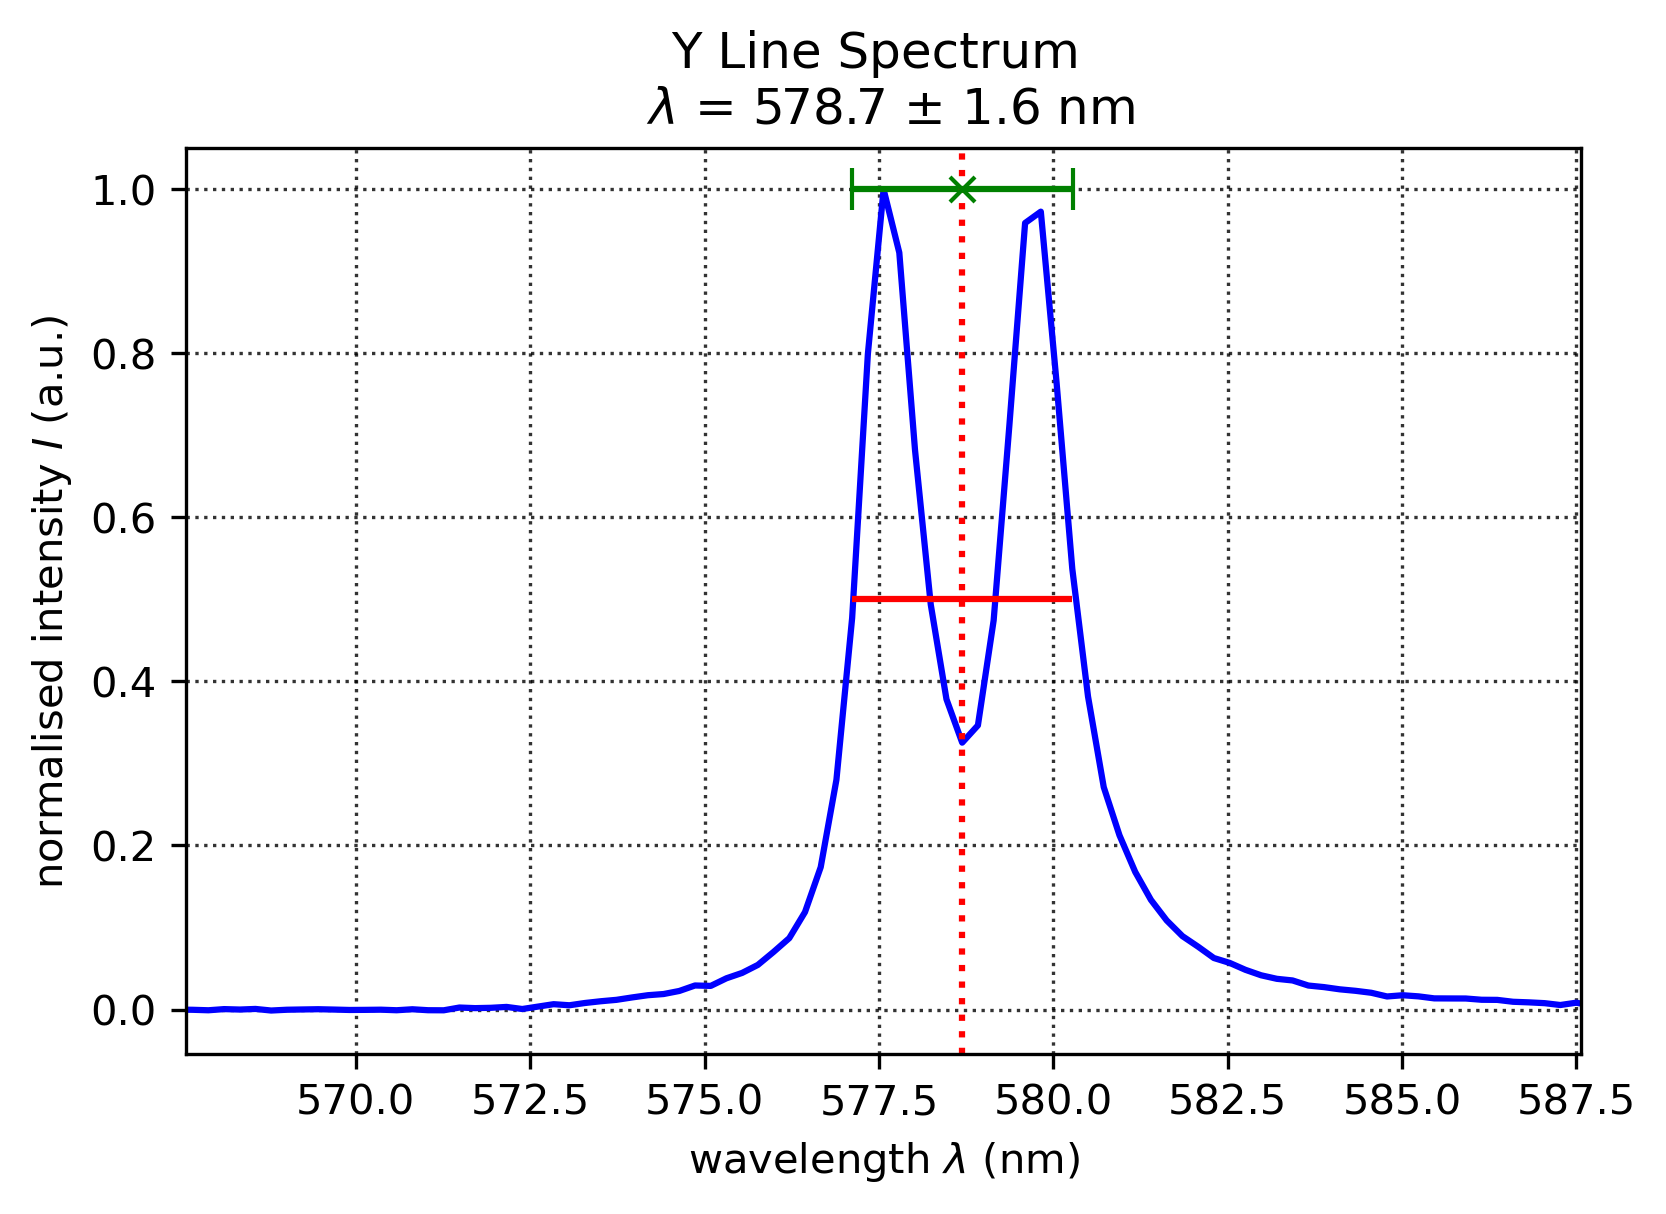 Y Line Spectrum
λ = 578.7 ± 1.6 nm
normalised intensity I (a.u.)
1.0
0.8
0.6
0.4
0.2
0.0
570.0 572.5 575.0 577.5 580.0 582.5 585.0 587.5
wavelength λ (nm)